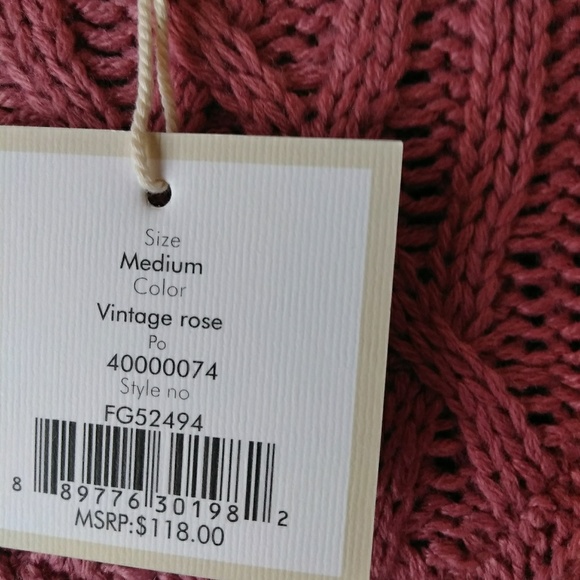 Size
Medium
Color
Vintage rose
Po
40000074
Style no
FG52494
8 89776 30198 2
MSRP:$118.00